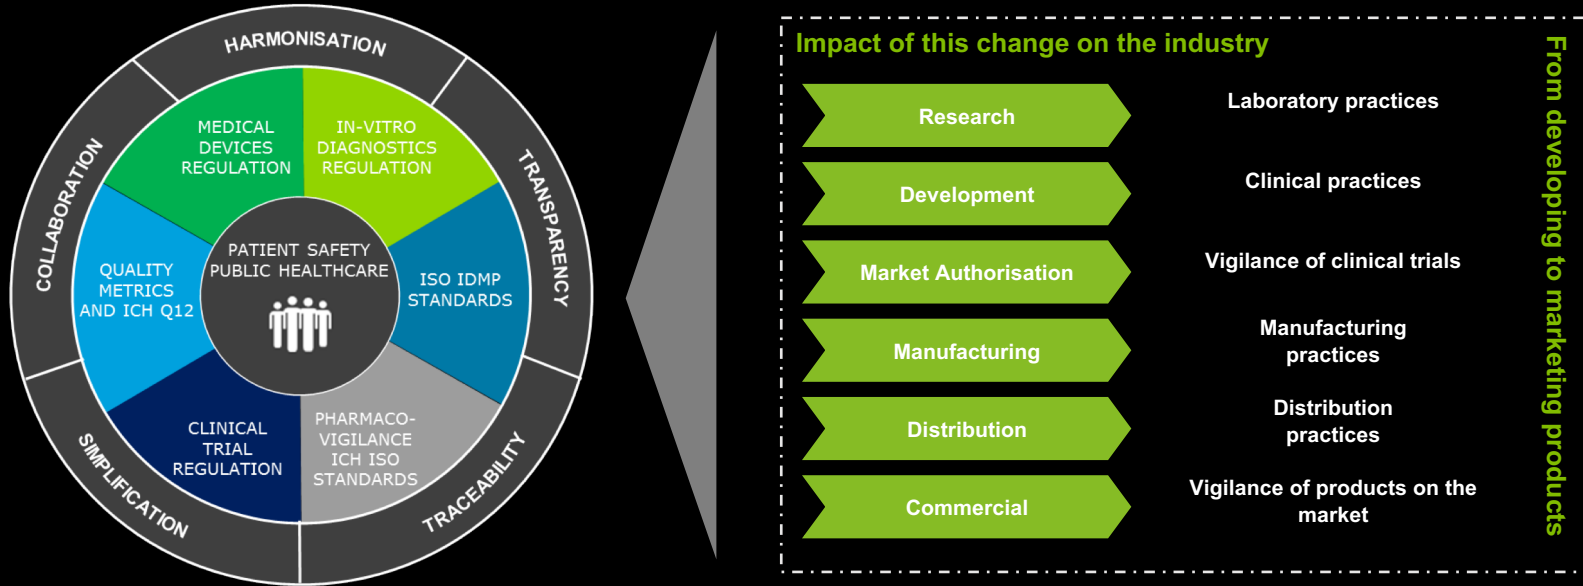 HARMONISATION
TRANSPARENCY
TRACEABILITY
SIMPLIFICATION
COLLABORATION
MEDICAL
DEVICES
REGULATION
IN-VITRO
DIAGNOSTICS
REGULATION
ISO IDMP
STANDARDS
PHARMACO-
VIGILANCE
ICH ISO
STANDARDS
CLINICAL
TRIAL
REGULATION
QUALITY
METRICS
AND ICH Q12
PATIENT SAFETY
PUBLIC HEALTHCARE
Impact of this change on the industry
Research
Laboratory practices
Development
Clinical practices
Market Authorisation
Vigilance of clinical trials
Manufacturing
Manufacturing
practices
Distribution
Distribution
practices
Commercial
Vigilance of products on the
market
From developing to marketing products